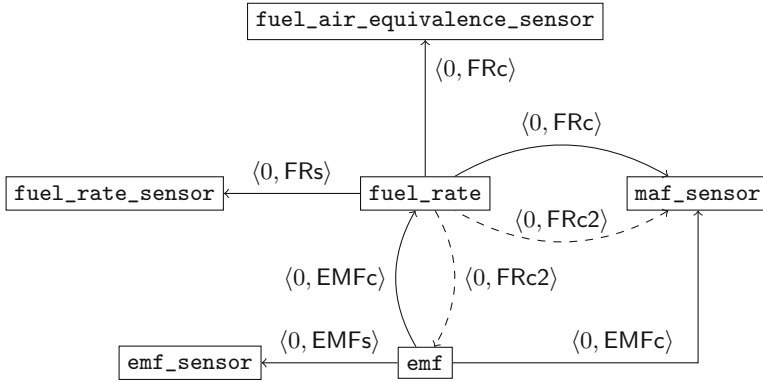 fuel_air_equivalence_sensor
⟨0, FRc⟩
⟨0, FRc⟩
⟨0, FRs⟩
fuel_rate_sensor
fuel_rate
maf_sensor
⟨0, FRc2⟩
⟨0, EMFc⟩
⟨0, FRc2⟩
⟨0, EMFs⟩
⟨0, EMFc⟩
emf_sensor
emf